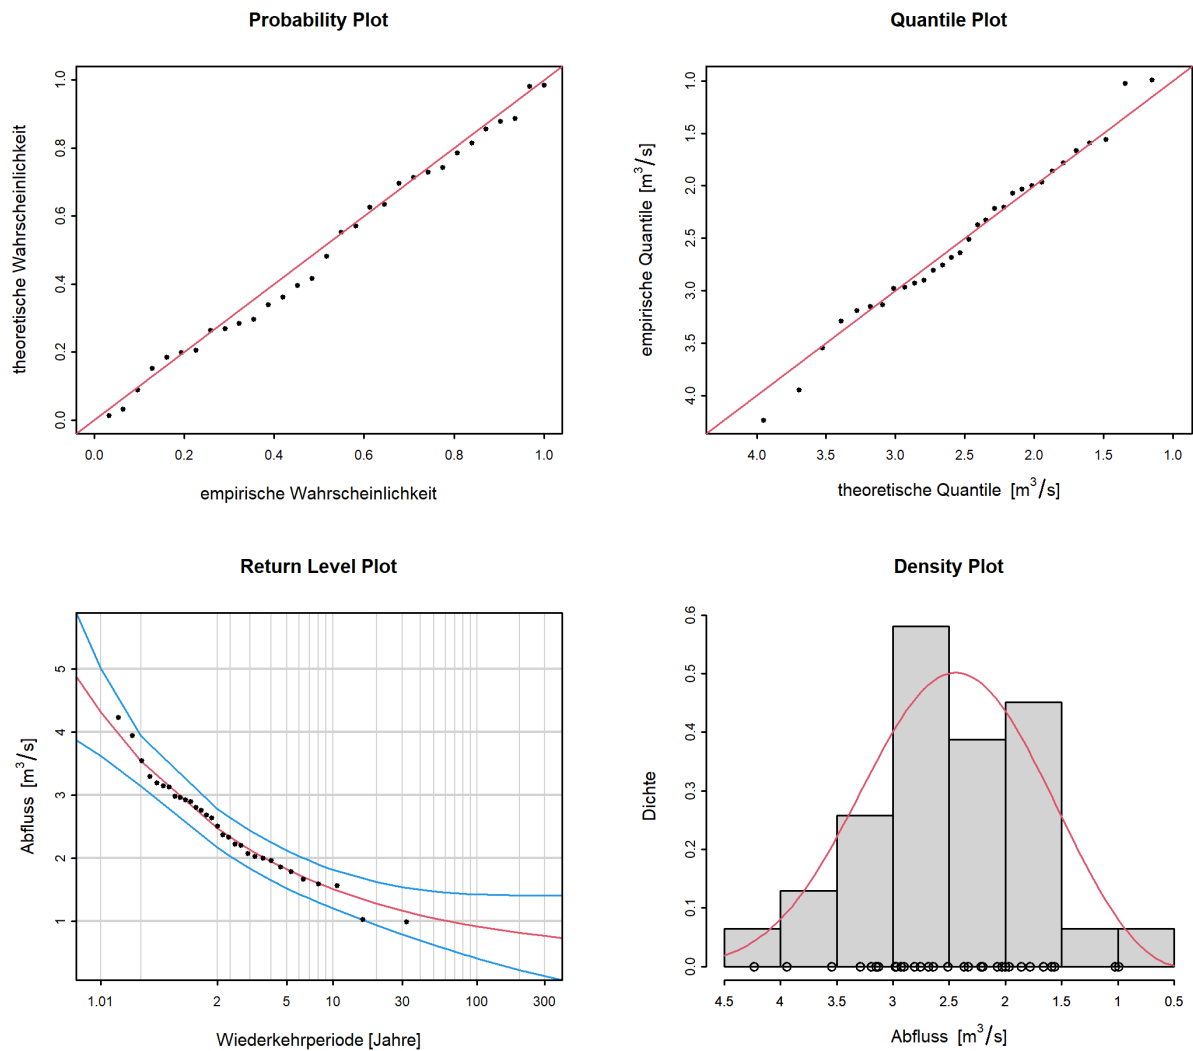 Probability Plot
theoretische Wahrscheinlichkeit
0.0 0.2 0.4 0.6 0.8 1.0
0.0 0.2 0.4 0.6 0.8 1.0
empirische Wahrscheinlichkeit
Quantile Plot
empirische Quantile [m³/s]
1.0 1.5 2.0 2.5 3.0 3.5 4.0
4.0 3.5 3.0 2.5 2.0 1.5 1.0
theoretische Quantile [m³/s]
Return Level Plot
Abfluss [m³/s]
1 2 3 4 5
1.01 2 5 10 30 100 300
Wiederkehrperiode [Jahre]
Density Plot
Dichte
0.0 0.1 0.2 0.3 0.4 0.5 0.6
4.5 4 3.5 3 2.5 2 1.5 1 0.5
Abfluss [m³/s]